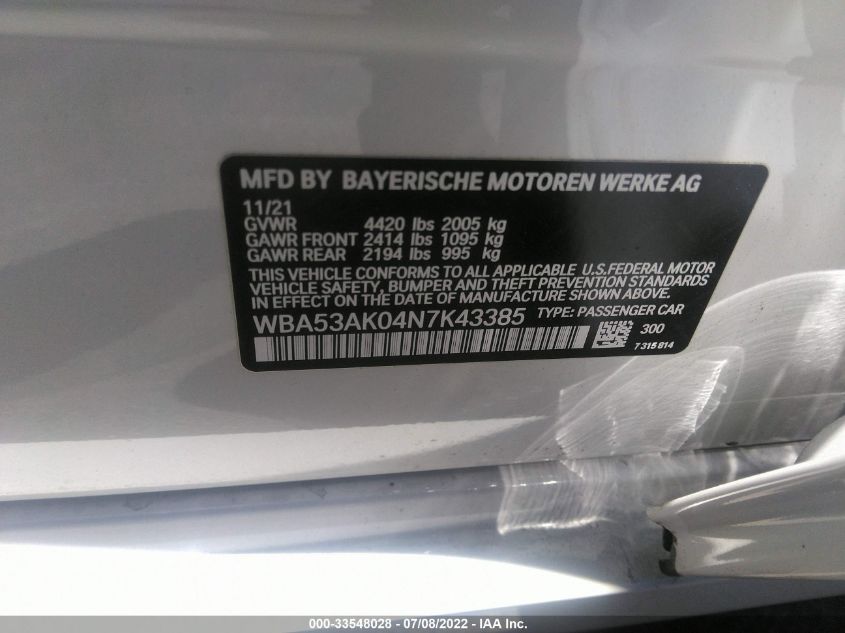 MFD BY BAYERISCHE MOTOREN WERKE AG
11/21
GVWR 4420 lbs 2005 kg
GAWR FRONT 2414 lbs 1095 kg
GAWR REAR 2194 lbs 995 kg
THIS VEHICLE CONFORMS TO ALL APPLICABLE U.S.FEDERAL MOTOR
VEHICLE SAFETY, BUMPER AND THEFT PREVENTION STANDARDS
IN EFFECT ON THE DATE OF MANUFACTURE SHOWN ABOVE.
WBA53AK04N7K43385 TYPE: PASSENGER CAR
300
7315814
000-33548028 - 07/08/2022 - IAA Inc.